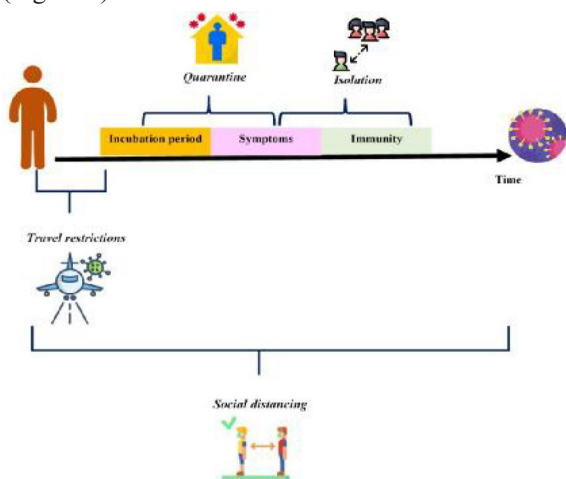 Quarantine
Isolation
Incubation period
Symptoms
Immunity
Time
Travel restrictions
Social distancing